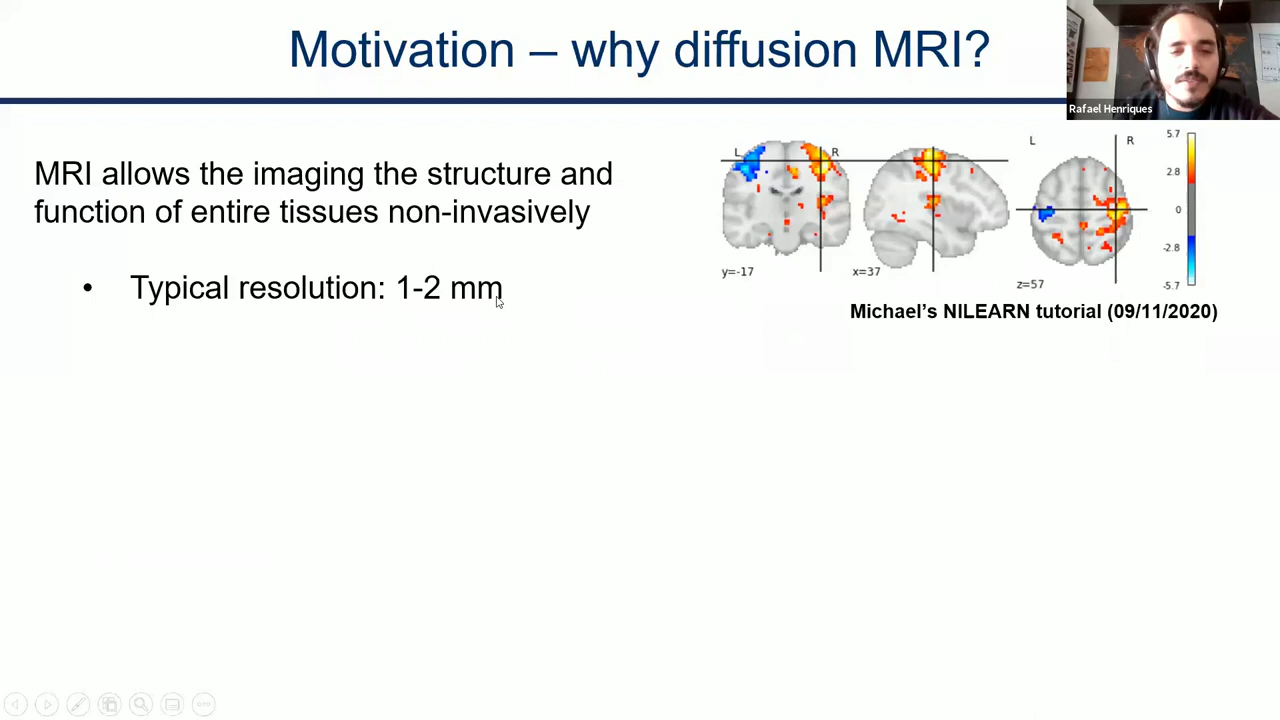 Motivation – why diffusion MRI?
Rafael Henriques
MRI allows the imaging the structure and
function of entire tissues non-invasively
• Typical resolution: 1-2 mm
L R
y=-17
x=37
L R
z=57
5.7
2.8
0
-2.8
-5.7
Michael’s NILEARN tutorial (09/11/2020)